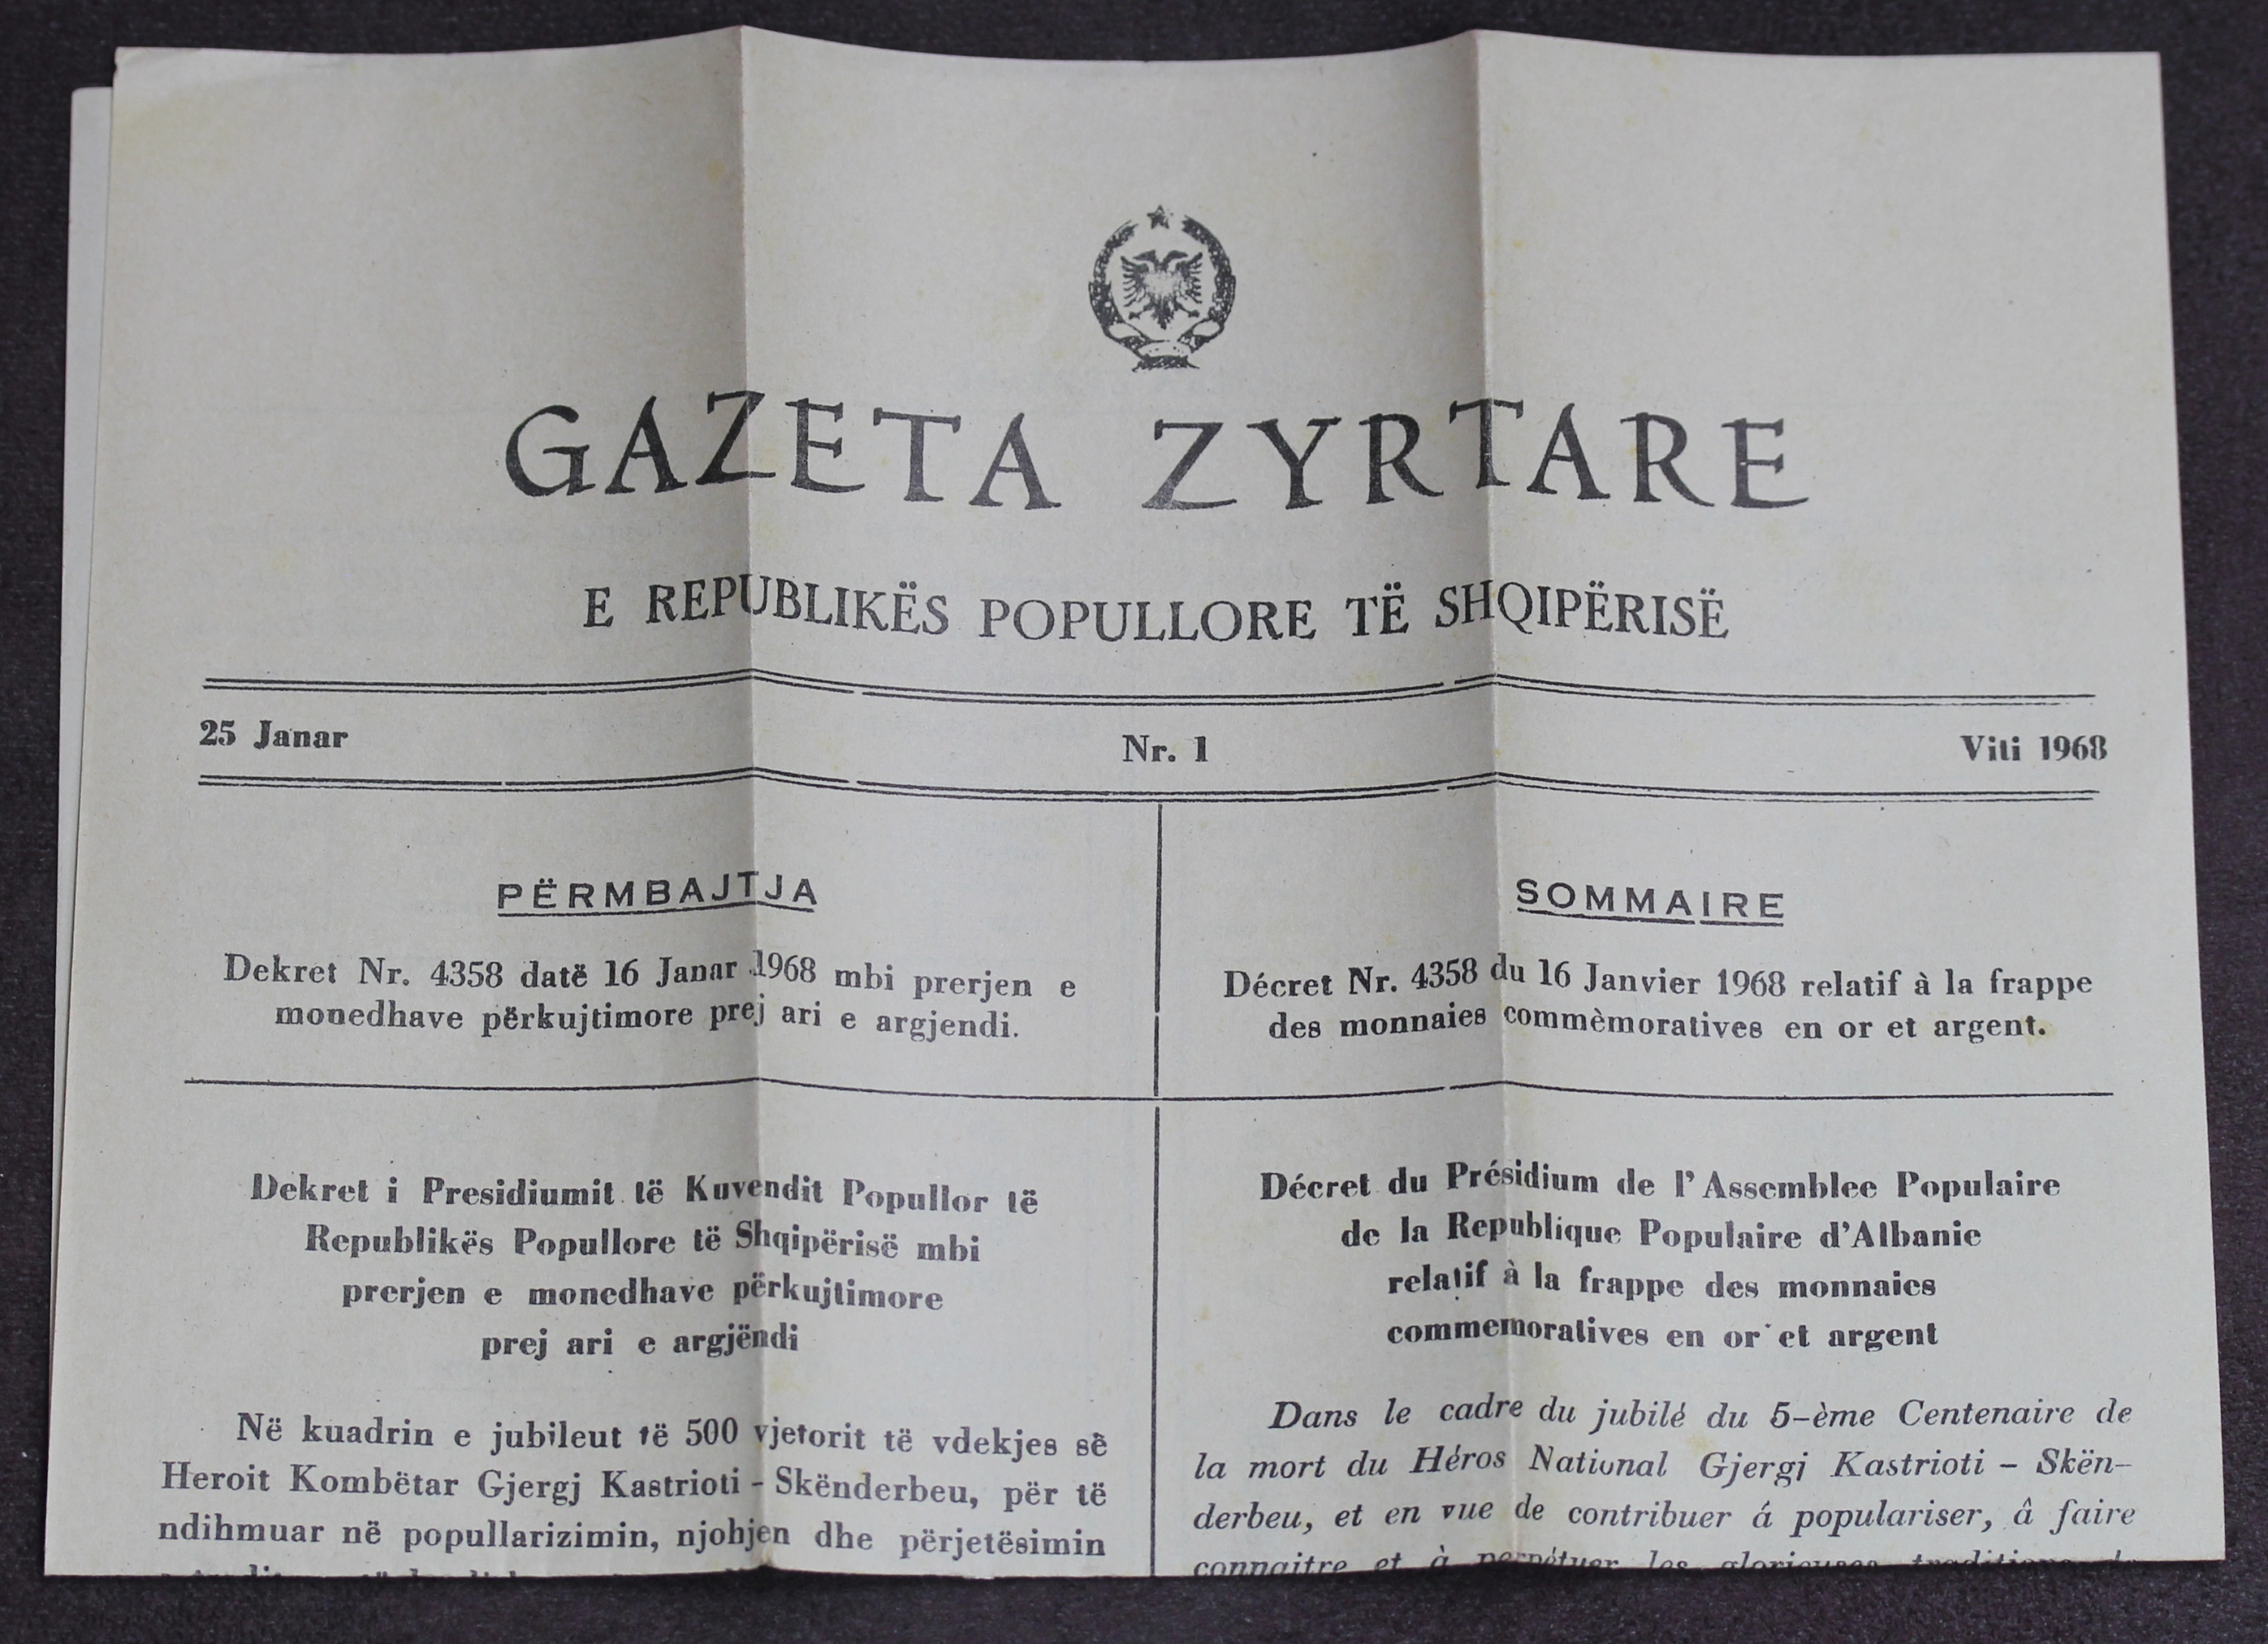 GAZETA ZYRTARE
E REPUBLIKËS POPULLORE TË SHQIPËRISË
25 Janar Nr. 1 Viti 1968
PËRMBAJTJA
Dekret Nr. 4358 datë 16 Janar 1968 mbi prerjen e
monedhave përkujtimore prej ari e argjendi.
SOMMAIRE
Décret Nr. 4358 du 16 Janvier 1968 relatif à la frappe
des monnaies commèmoratives en or et argent.
Dekret i Presidiumit të Kuvendit Popullor të
Republikës Popullore të Shqipërisë mbi
prerjen e monedhave përkujtimore
prej ari e argjëndi
Në kuadrin e jubileut të 500 vjetorit të vdekjes së
Heroit Kombëtar Gjergj Kastrioti - Skënderbeu, për të
ndihmuar në popullarizimin, njohjen dhe përjetësimin
Décret du Présidium de l'Assemblee Populaire
de la Republique Populaire d'Albanie
relatif à la frappe des monnaies
commemoratives en or et argent
Dans le cadre du jubilé du 5-ème Centenaire de
la mort du Héros National Gjergj Kastrioti - Skën-
derbeu, et en vue de contribuer á populariser, â faire
connaitre et à perpétuer les glorieuses traditions